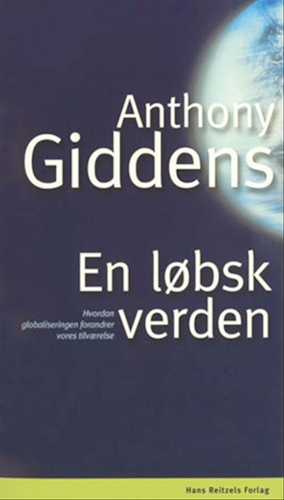 Anthony
Giddens
En løbsk
verden
Hvordan
globaliseringen forandrer
vores tilværelse
Hans Reitzels Forlag